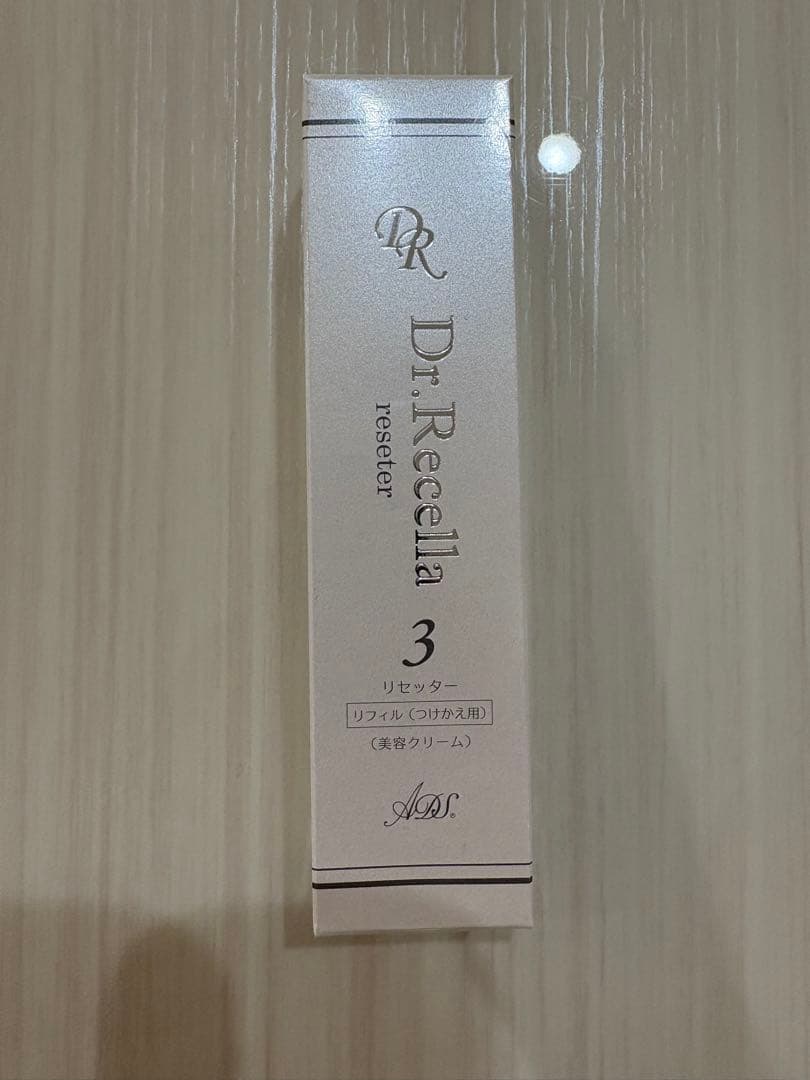 DR
Dr.Recella
reseter
3
リセッター
リフィル（つけかえ用）
（美容クリーム）
ADS®